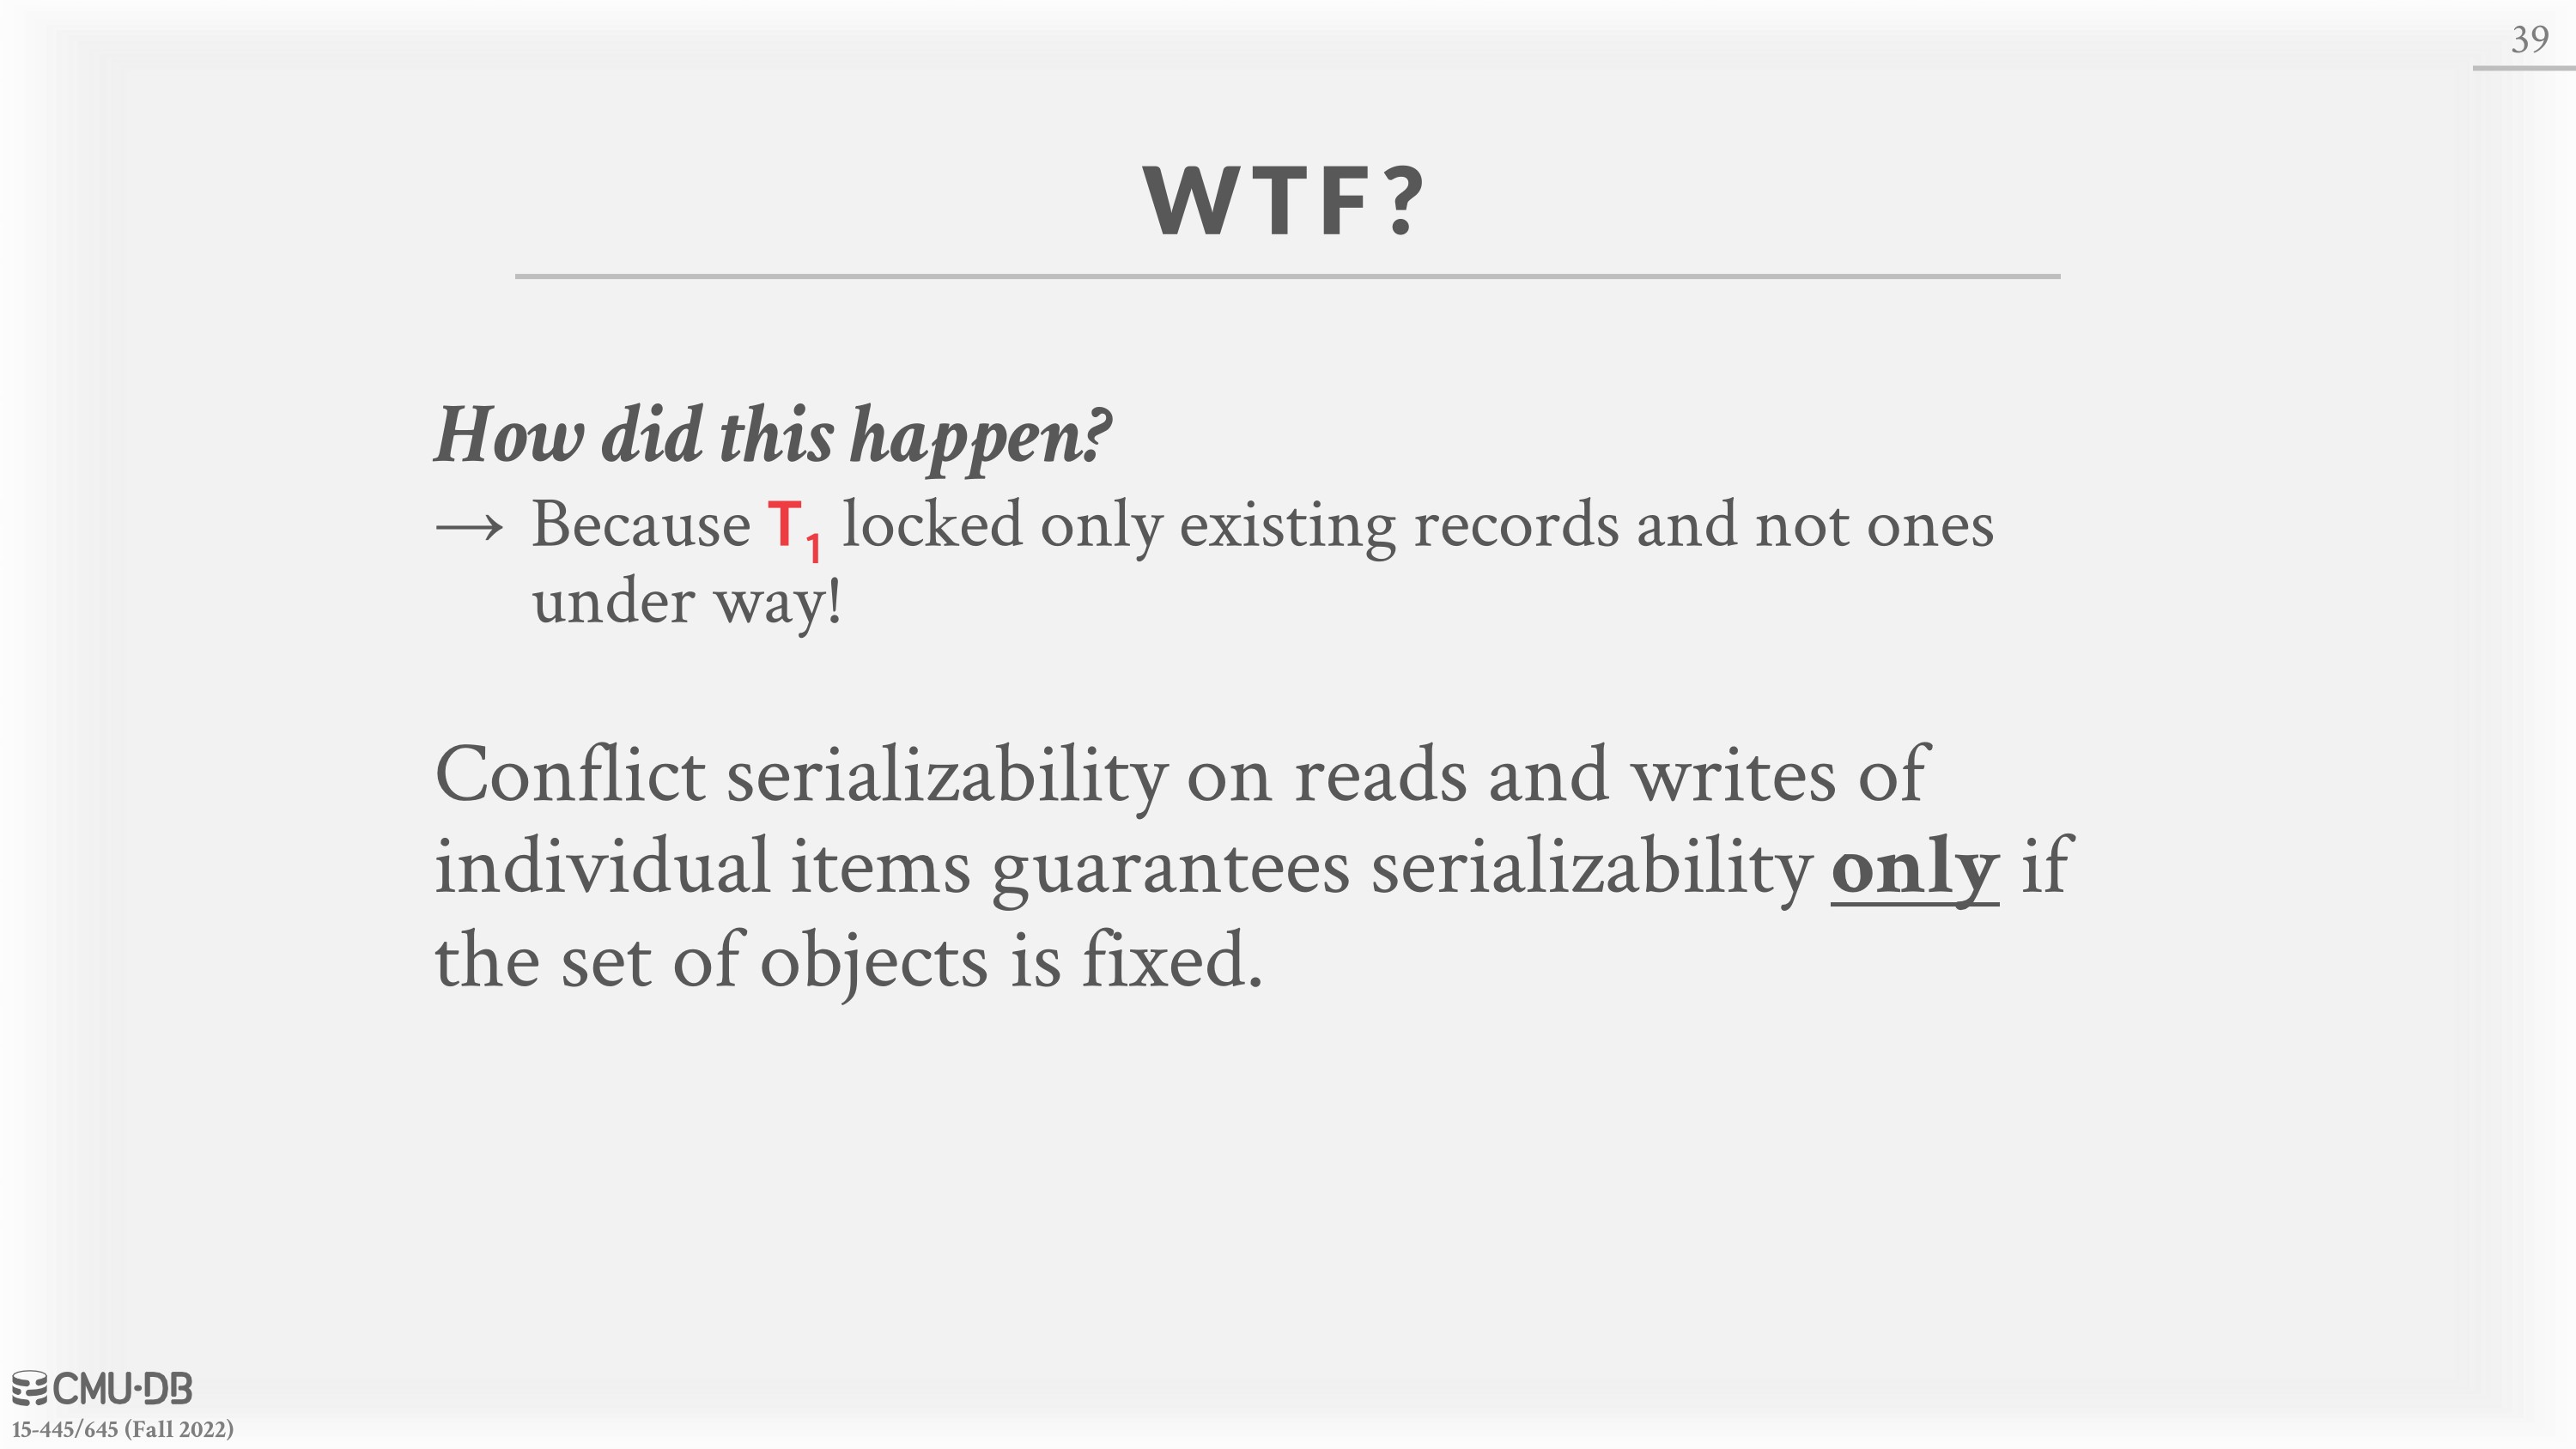 39
WTF?
How did this happen?
→ Because T₁ locked only existing records and not ones
under way!
Conflict serializability on reads and writes of
individual items guarantees serializability only if
the set of objects is fixed.
CMU·DB
15-445/645 (Fall 2022)